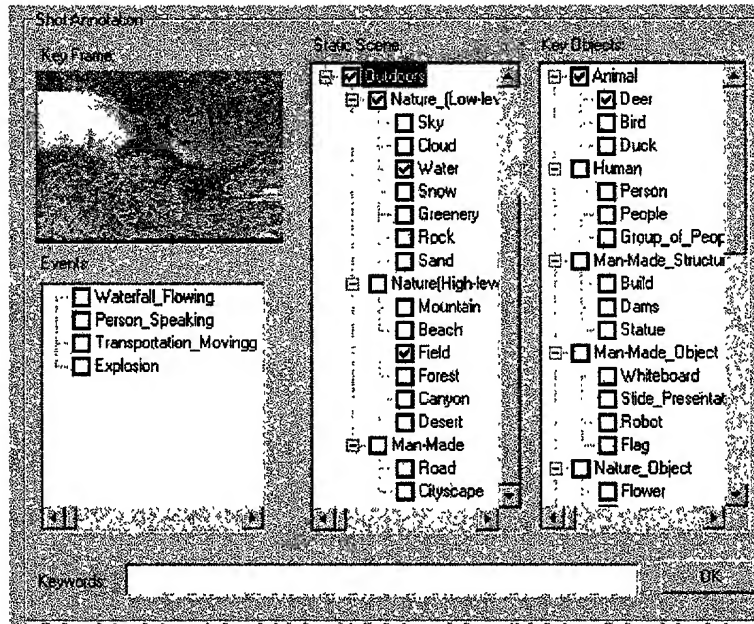 Shot Annotation
Key Frame
Events
Waterfall_Flowing
Person_Speaking
Transportation_Movingg
Explosion
Static Scene:
Outdoors
Nature_(Low-lev
Sky
Cloud
Water
Snow
Greenery
Rock
Sand
Nature(High-leve
Mountain
Beach
Field
Forest
Canyon
Desert
Man-Made
Road
Cityscape
Key Objects:
Animal
Deer
Bird
Duck
Human
Person
People
Group_of_Peop
Man-Made_Structur
Build
Dams
Statue
Man-Made_Object
Whiteboard
Slide_Presentat
Robot
Flag
Nature_Object
Flower
Keywords:
OK